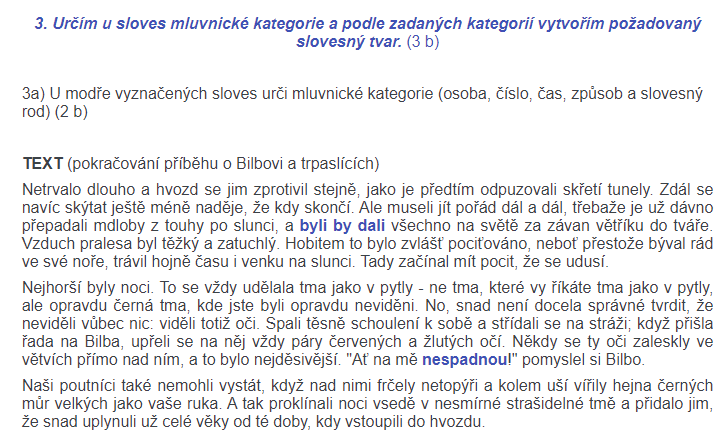 3. Určím u sloves mluvnické kategorie a podle zadaných kategorií vytvořím požadovaný
slovesný tvar. (3 b)
3a) U modře vyznačených sloves urči mluvnické kategorie (osoba, číslo, čas, způsob a slovesný
rod) (2 b)
TEXT (pokračování příběhu o Bilbovi a trpaslících)
Netrvalo dlouho a hvozd se jim zprotivil stejně, jako je předtím odpuzovali skřetí tunely. Zdál se
navíc skýtat ještě méně naděje, že kdy skončí. Ale museli jít pořád dál a dál, třebaže je už dávno
přepadali mdloby z touhy po slunci, a byli by dali všechno na světě za závan větříku do tváře.
Vzduch pralesa byl těžký a zatuchlý. Hobitem to bylo zvlášť pociťováno, neboť přestože býval rád
ve své noře, trávil hojně času i venku na slunci. Tady začínal mít pocit, že se udusí.
Nejhorší byly noci. To se vždy udělala tma jako v pytly - ne tma, které vy říkáte tma jako v pytly,
ale opravdu černá tma, kde jste byli opravdu neviděni. No, snad není docela správné tvrdit, že
neviděli vůbec nic: viděli totiž oči. Spali těsně schoulení k sobě a střídali se na stráži; když přišla
řada na Bilba, upřeli se na něj vždy páry červených a žlutých očí. Někdy se ty oči zaleskly ve
větvích přímo nad ním, a to bylo nejděsivější. "Ať na mě nespadnou!" pomyslel si Bilbo.
Naši poutníci také nemohli vystát, když nad nimi frčely netopýři a kolem uší vířily hejna černých
můr velkých jako vaše ruka. A tak proklínali noci vsedě v nesmírné strašidelné tmě a přidalo jim,
že snad uplynuli už celé věky od té doby, kdy vstoupili do hvozdu.